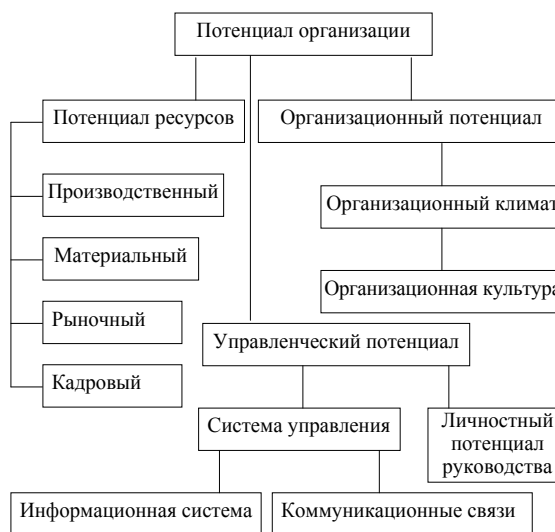 Потенциал организации
Потенциал ресурсов
Организационный потенциал
Производственный
Организационный климат
Материальный
Организационная культура
Рыночный
Управленческий потенциал
Кадровый
Система управления
Личностный
потенциал
руководства
Информационная система
Коммуникационные связи